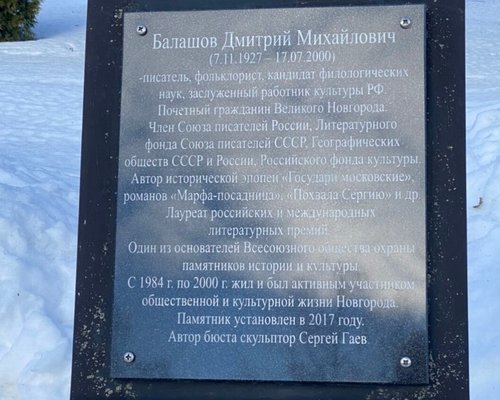 Балашов Дмитрий Михайлович
(7.11.1927 – 17.07.2000)
-писатель, фольклорист, кандидат филологических
наук, заслуженный работник культуры РФ.
Почетный гражданин Великого Новгорода.
Член Союза писателей России, Литературного
фонда Союза писателей СССР, Географических
обществ СССР и России, Российского фонда культуры.
Автор исторической эпопеи «Государи московские»,
романов «Марфа-посадница», «Похвала Сергию» и др.
Лауреат российских и международных
литературных премий.
Один из основателей Всесоюзного общества охраны
памятников истории и культуры.
С 1984 г. по 2000 г. жил и был активным участником
общественной и культурной жизни Новгорода.
Памятник установлен в 2017 году.
Автор бюста скульптор Сергей Гаев